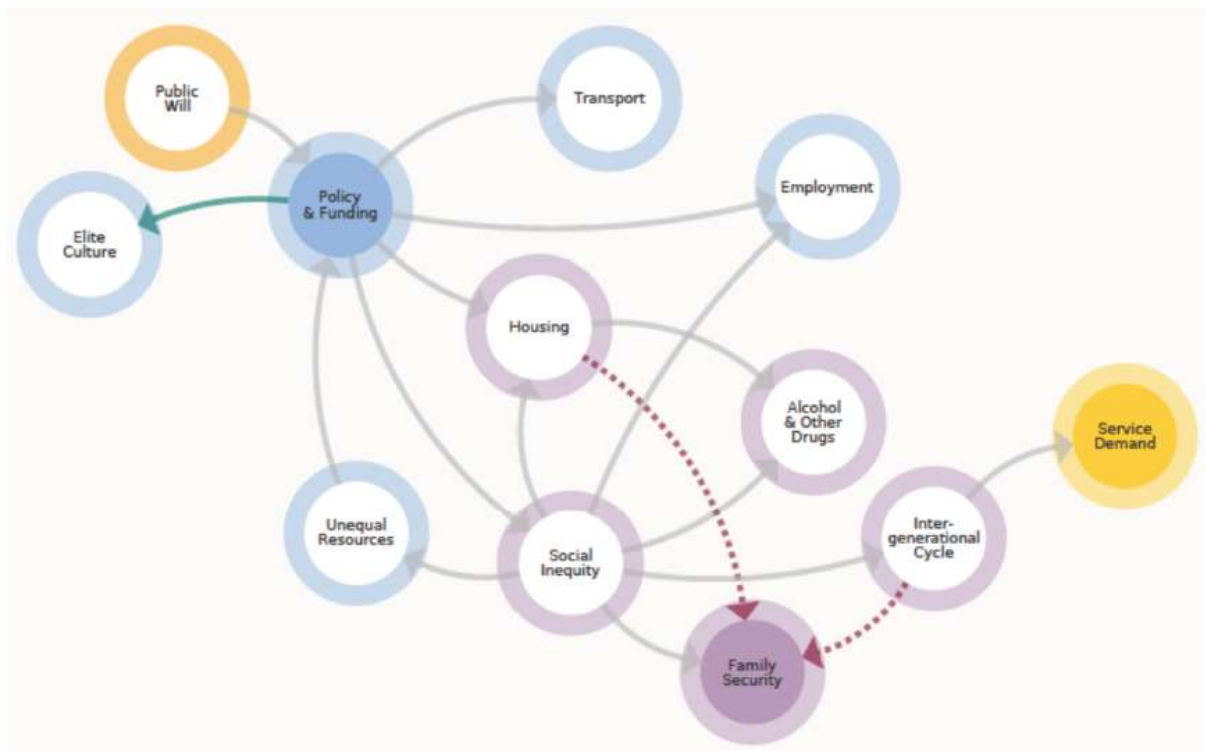 Public
Will
Transport
Policy
& Funding
Employment
Elite
Culture
Housing
Alcohol
& Other
Drugs
Service
Demand
Unequal
Resources
Social
Inequity
Inter-
generational
Cycle
Family
Security